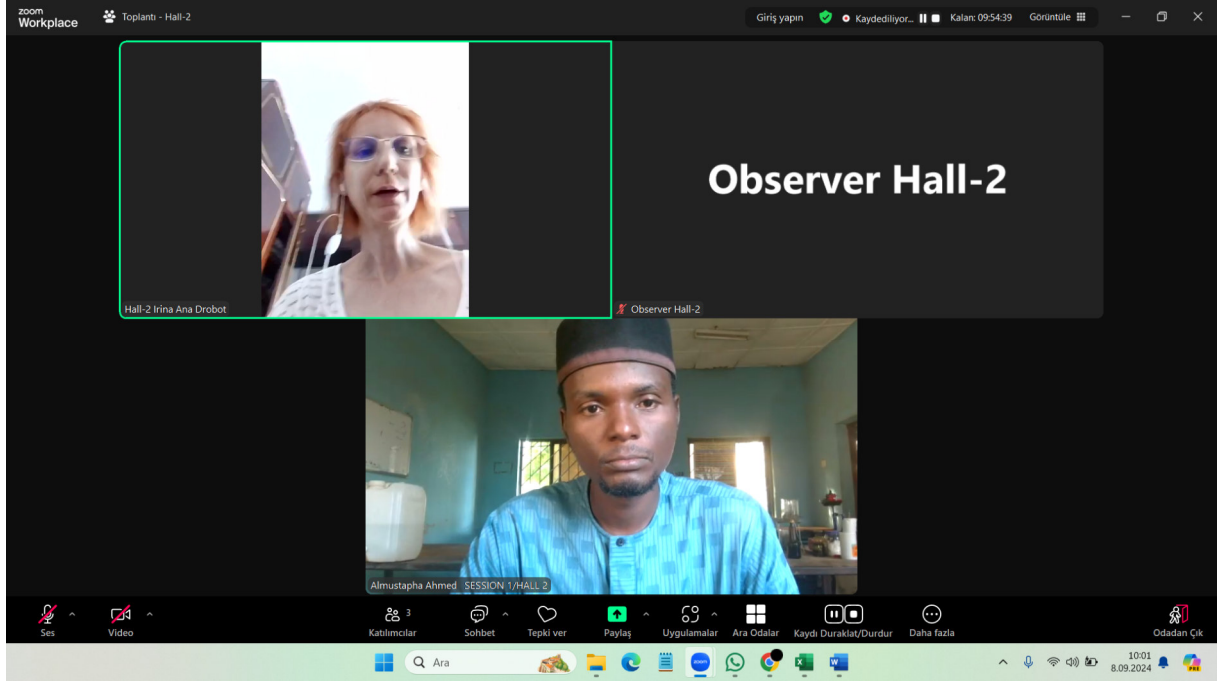 zoom
Workplace
Toplantı - Hall-2
Giriş yapın
Kaydediliyor...
Kalan: 09:54:39
Görüntüle
Observer Hall-2
Hall-2 Irina Ana Drobot
Observer Hall-2
Almustapha Ahmed SESSION 1/HALL 2
3
Ses
Video
Katılımcılar
Sohbet
Tepki ver
Paylaş
Uygulamalar
Ara Odalar
Kaydı Duraklat/Durdur
Daha fazla
Odadan Çık
Ara
zoom
PRE
10:01
8.09.2024